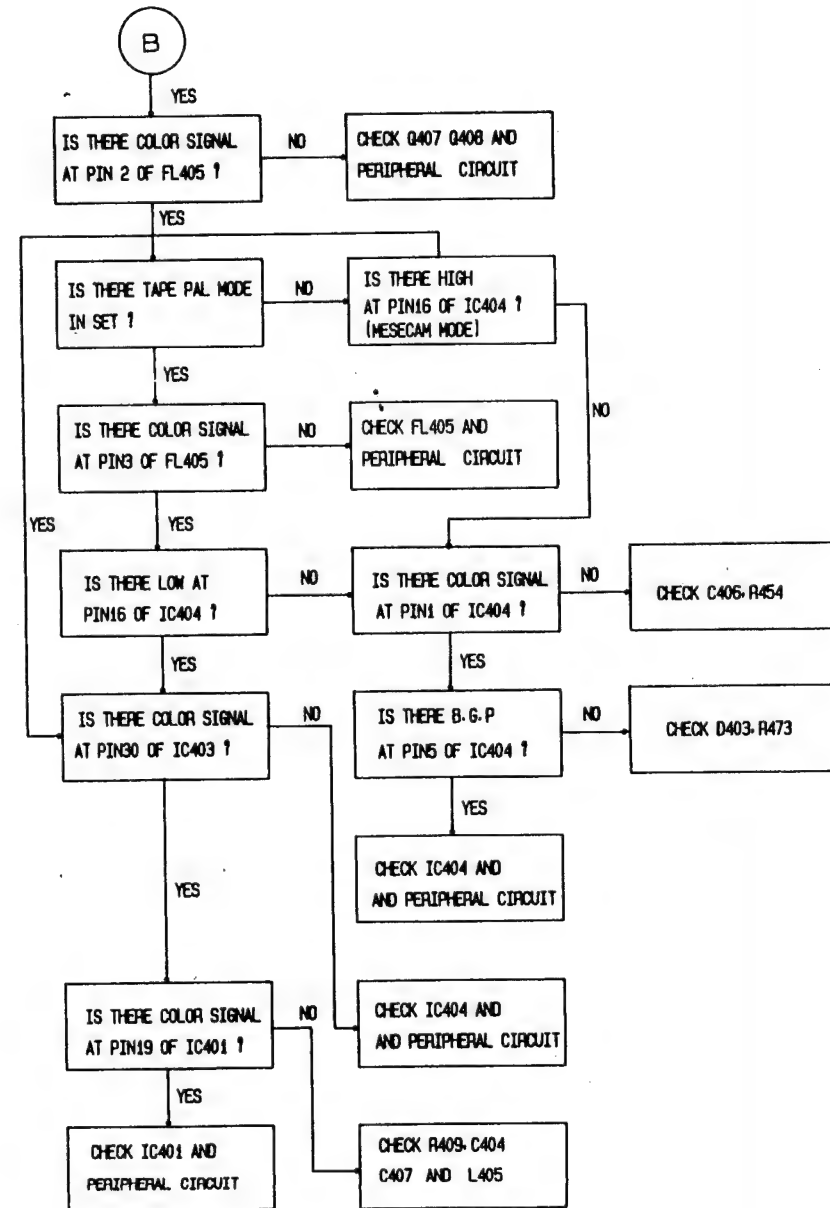 B
YES
IS THERE COLOR SIGNAL
AT PIN 2 OF FL405 ?
NO
CHECK Q407 Q408 AND
PERIPHERAL CIRCUIT
YES
IS THERE TAPE PAL MODE
IN SET ?
NO
IS THERE HIGH
AT PIN16 OF IC404 ?
(MESECAM MODE)
YES
NO
IS THERE COLOR SIGNAL
AT PIN3 OF FL405 ?
NO
CHECK FL405 AND
PERIPHERAL CIRCUIT
YES
YES
IS THERE LOW AT
PIN16 OF IC404 ?
NO
IS THERE COLOR SIGNAL
AT PIN1 OF IC404 ?
NO
CHECK C406, R454
YES
YES
IS THERE COLOR SIGNAL
AT PIN30 OF IC403 ?
NO
IS THERE B.G.P
AT PIN5 OF IC404 ?
NO
CHECK D403, R473
YES
YES
CHECK IC404 AND
AND PERIPHERAL CIRCUIT
IS THERE COLOR SIGNAL
AT PIN19 OF IC401 ?
NO
CHECK IC404 AND
AND PERIPHERAL CIRCUIT
YES
CHECK IC401 AND
PERIPHERAL CIRCUIT
CHECK R409, C404
C407 AND L405